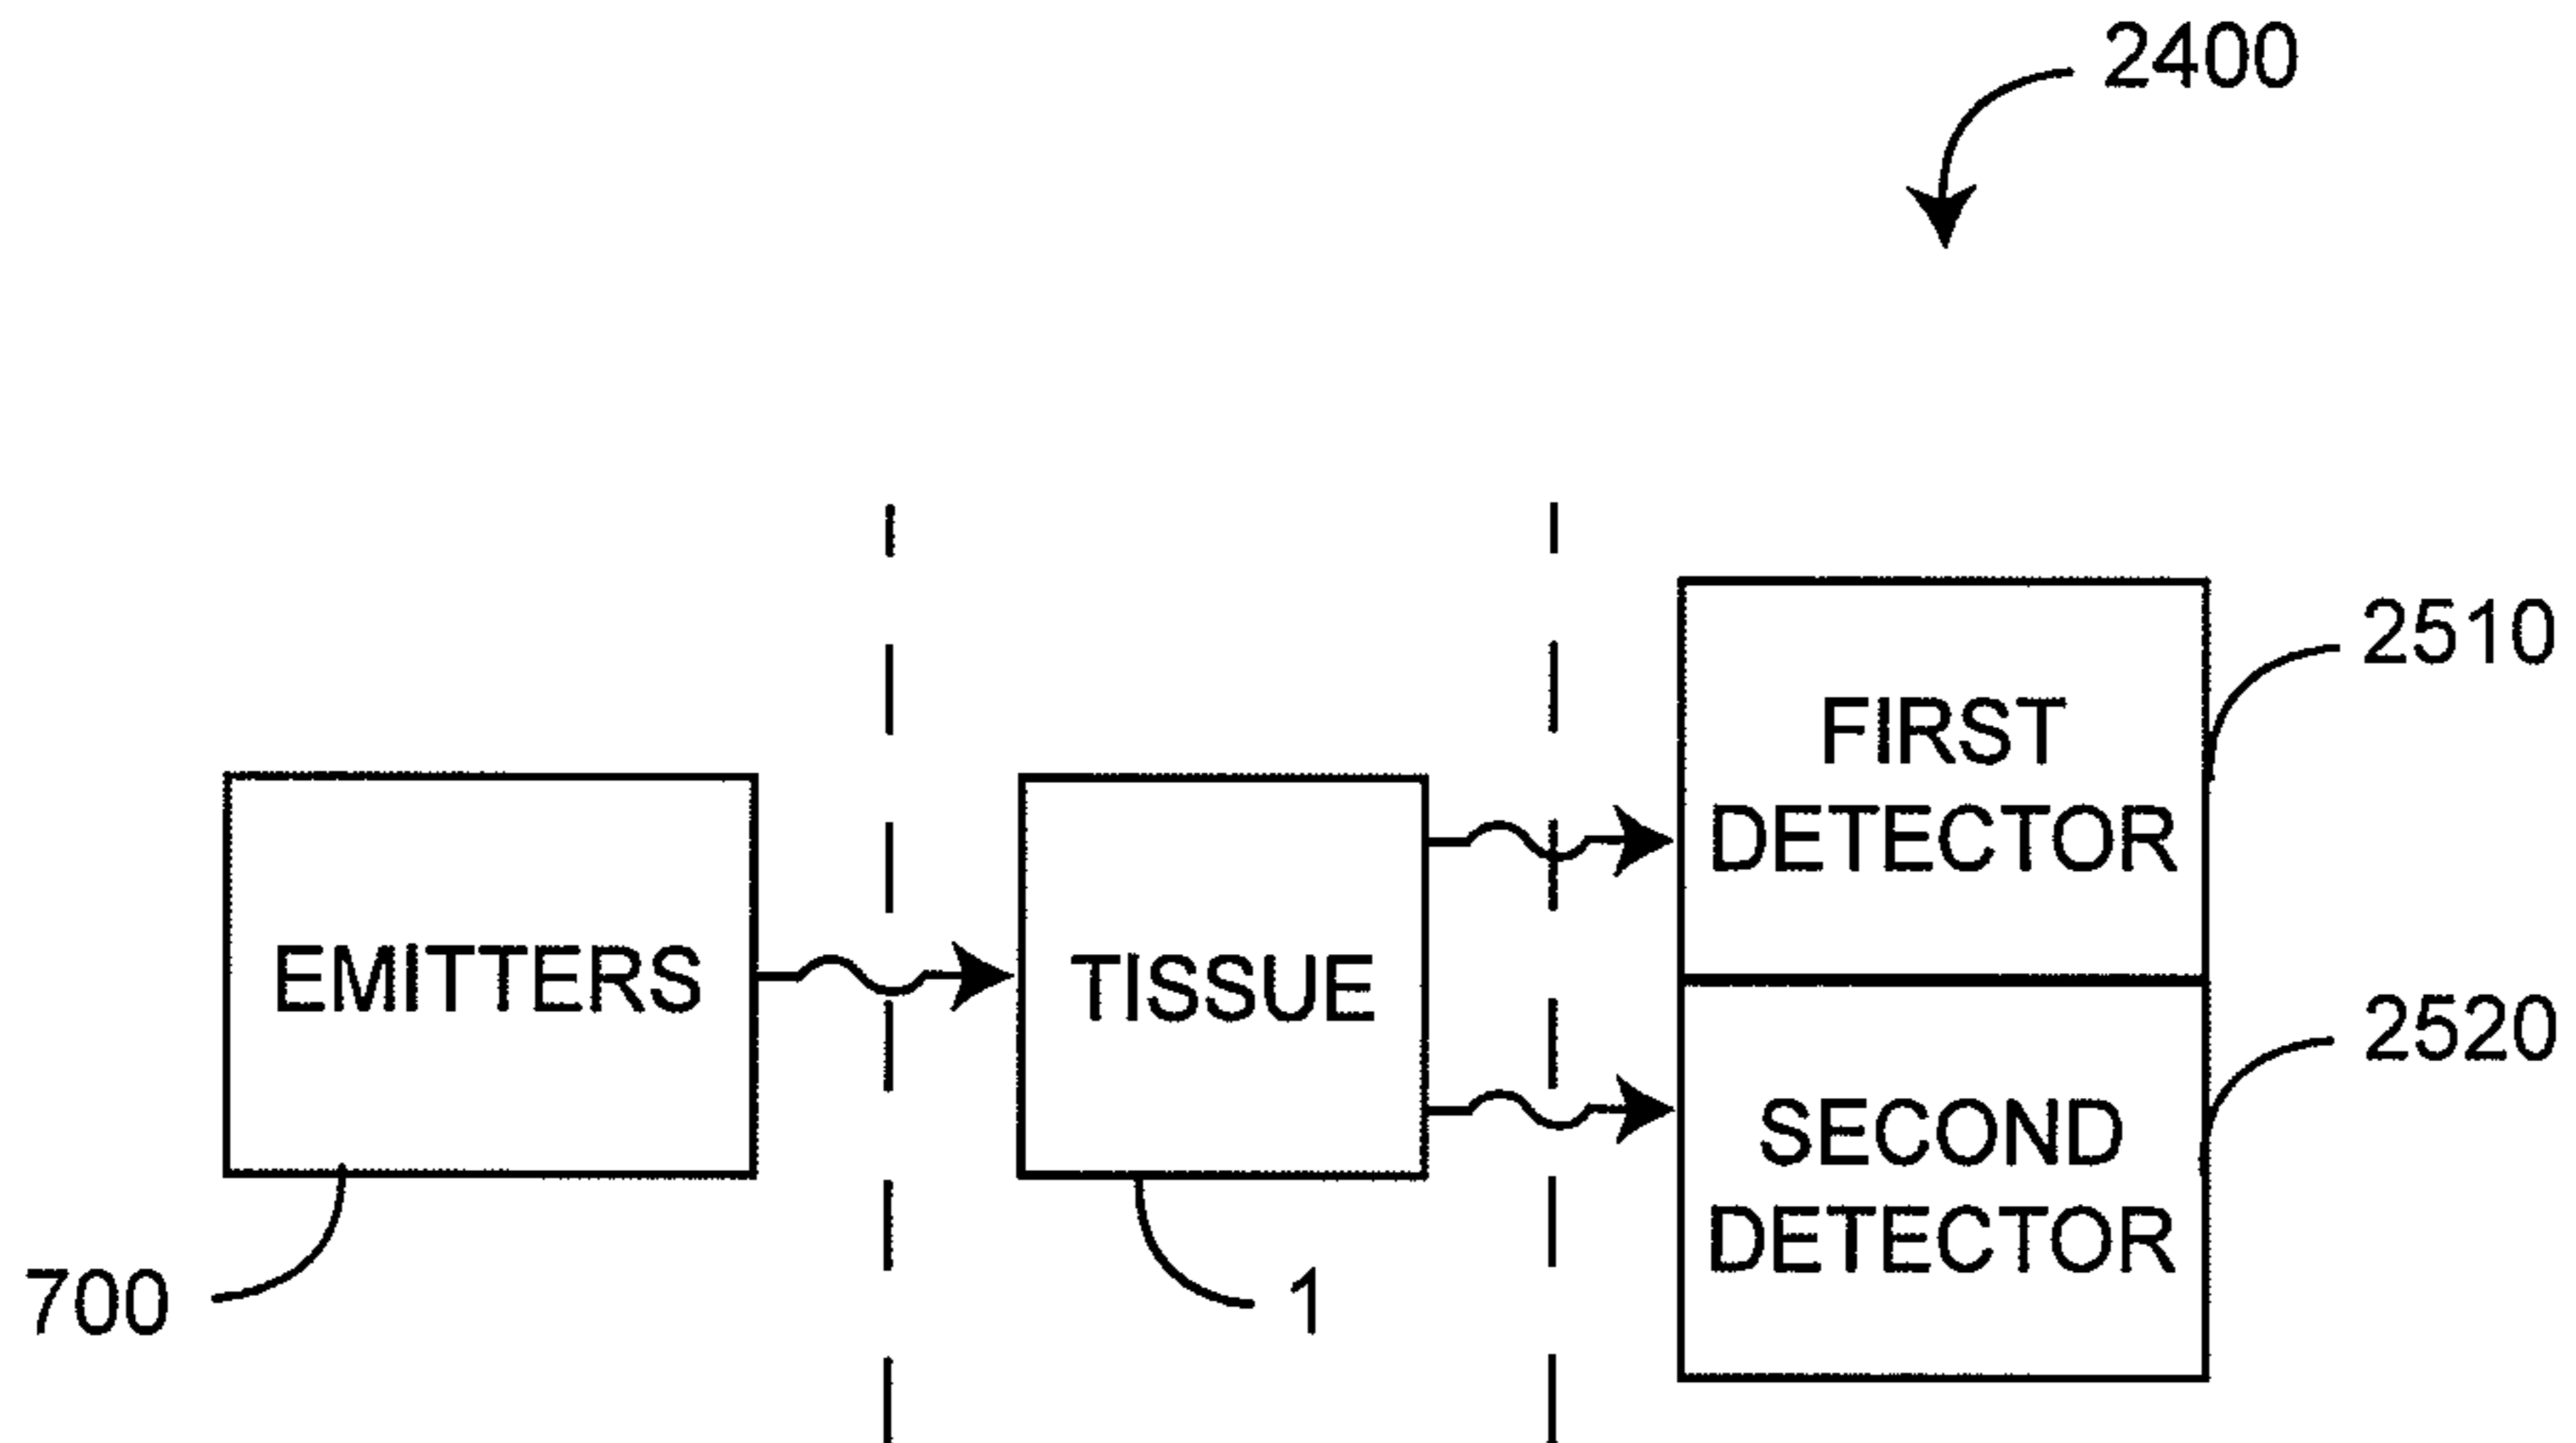 2400
FIRST
DETECTOR
2510
EMITTERS
TISSUE
SECOND
DETECTOR
2520
700
1